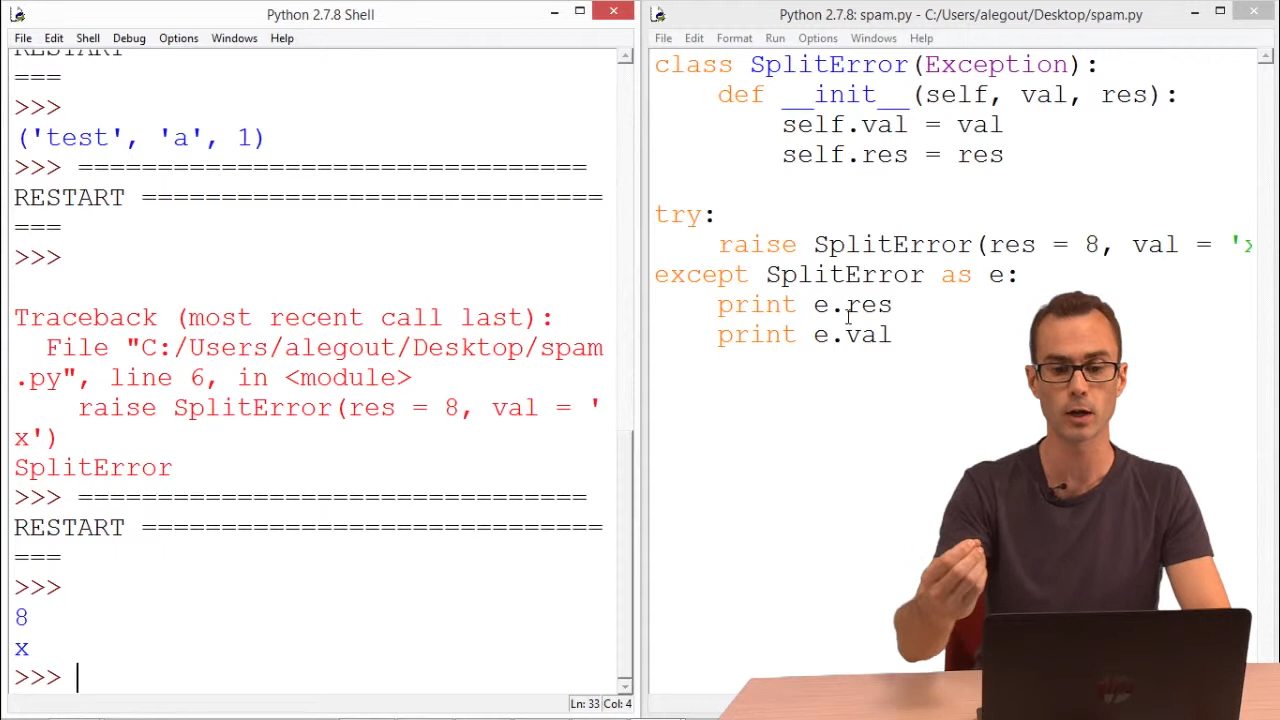 Python 2.7.8 Shell
File Edit Shell Debug Options Windows Help
RESTART
===
>>>
('test', 'a', 1)
>>> ================================
RESTART =============================
===
>>>
Traceback (most recent call last):
  File "C:/Users/alegout/Desktop/spam
.py", line 6, in <module>
    raise SplitError(res = 8, val = '
x')
SplitError
>>> ================================
RESTART =============================
===
>>>
8
x
>>>
Ln: 33 Col: 4
Python 2.7.8: spam.py - C:/Users/alegout/Desktop/spam.py
File Edit Format Run Options Windows Help
class SplitError(Exception):
    def __init__(self, val, res):
        self.val = val
        self.res = res
try:
    raise SplitError(res = 8, val = 'x
except SplitError as e:
    print e.res
    print e.val
hp